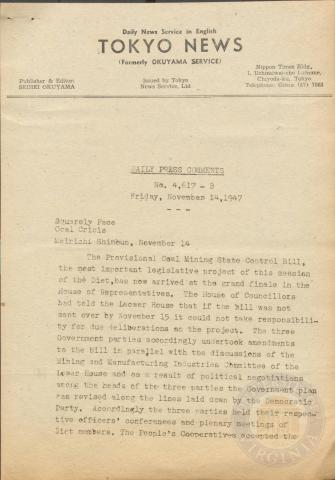 Daily News Service in English
TOKYO NEWS
(Formerly OKUYAMA SERVICE)
Publisher & Editor:
SEIHEI OKUYAMA
Issued by Tokyo
News Service, Ltd
Nippon Times Bldg.,
1, Uchisaiwai-cho 1-chome,
Chiyoda-ku, Tokyo
Telephone: Ginza (57)
DAILY PRESS COMMENTS
No. 4,617 - B
Friday, November 14,1947
- - -
Squarely Face
Coal Crisis
Mainichi Shinbun, November 14
The Provisional Coal Mining State Control Bill,
the most important legislative project of this session
of the Diet,has now arrived at the grand finale in the
House of Representatives. The House of Councillors
had told the Lower House that if the bill was not
sent over by November 15 it could not take responsibili-
ty for due deliberations on the project. The three
Government parties accordingly undertook amendments
to the bill in parallel with the discussions of the
Mining and Manufacturing Industries Committee of the
Lower House and as a result of political negotiations
among the heads of the three parties the Government plan
was revised along the lines laid down by the Democratic
Party. Accordingly the three parties held their respec-
tive officers' conferences and plenary meetings of
Diet members. The People's Cooperatives accepted the
VIRGINIA